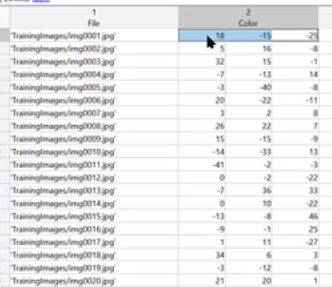 1 2
File Color
'TrainingImages/img0001.jpg' 18 -15 -25
'TrainingImages/img0002.jpg' 5 16 -8
'TrainingImages/img0003.jpg' 32 15 -1
'TrainingImages/img0004.jpg' -7 -13 14
'TrainingImages/img0005.jpg' -3 -40 -8
'TrainingImages/img0006.jpg' 20 -22 -11
'TrainingImages/img0007.jpg' 3 2 8
'TrainingImages/img0008.jpg' 26 22 7
'TrainingImages/img0009.jpg' 15 -15 -9
'TrainingImages/img0010.jpg' -14 -33 13
'TrainingImages/img0011.jpg' -41 -2 -3
'TrainingImages/img0012.jpg' 0 -2 -22
'TrainingImages/img0013.jpg' -7 36 33
'TrainingImages/img0014.jpg' 0 10 -22
'TrainingImages/img0015.jpg' -13 -8 46
'TrainingImages/img0016.jpg' -9 -1 25
'TrainingImages/img0017.jpg' 1 11 -27
'TrainingImages/img0018.jpg' 34 6 3
'TrainingImages/img0019.jpg' -3 -12 -8
'TrainingImages/img0020.jpg' 21 20 1